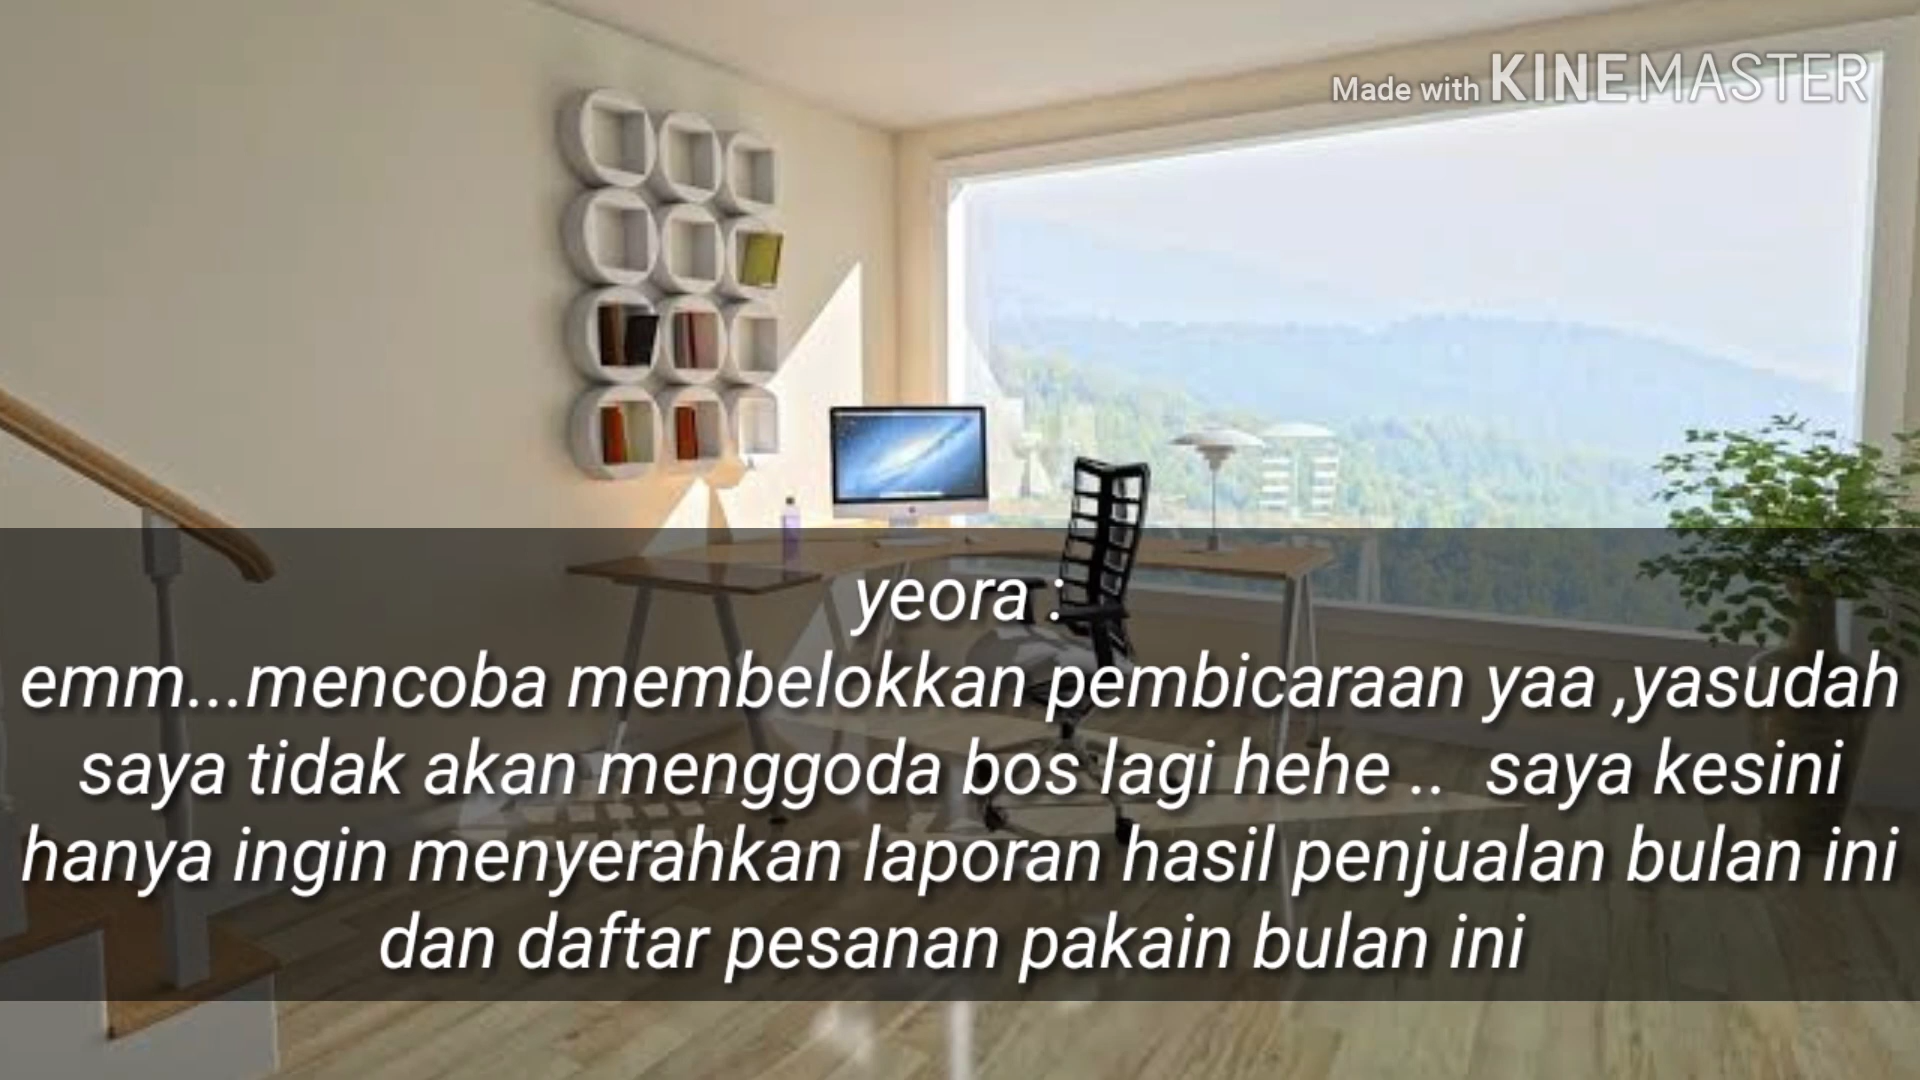 Made with KINEMASTER
yeora :
emm...mencoba membelokkan pembicaraan yaa ,yasudah
saya tidak akan menggoda bos lagi hehe .. saya kesini
hanya ingin menyerahkan laporan hasil penjualan bulan ini
dan daftar pesanan pakain bulan ini